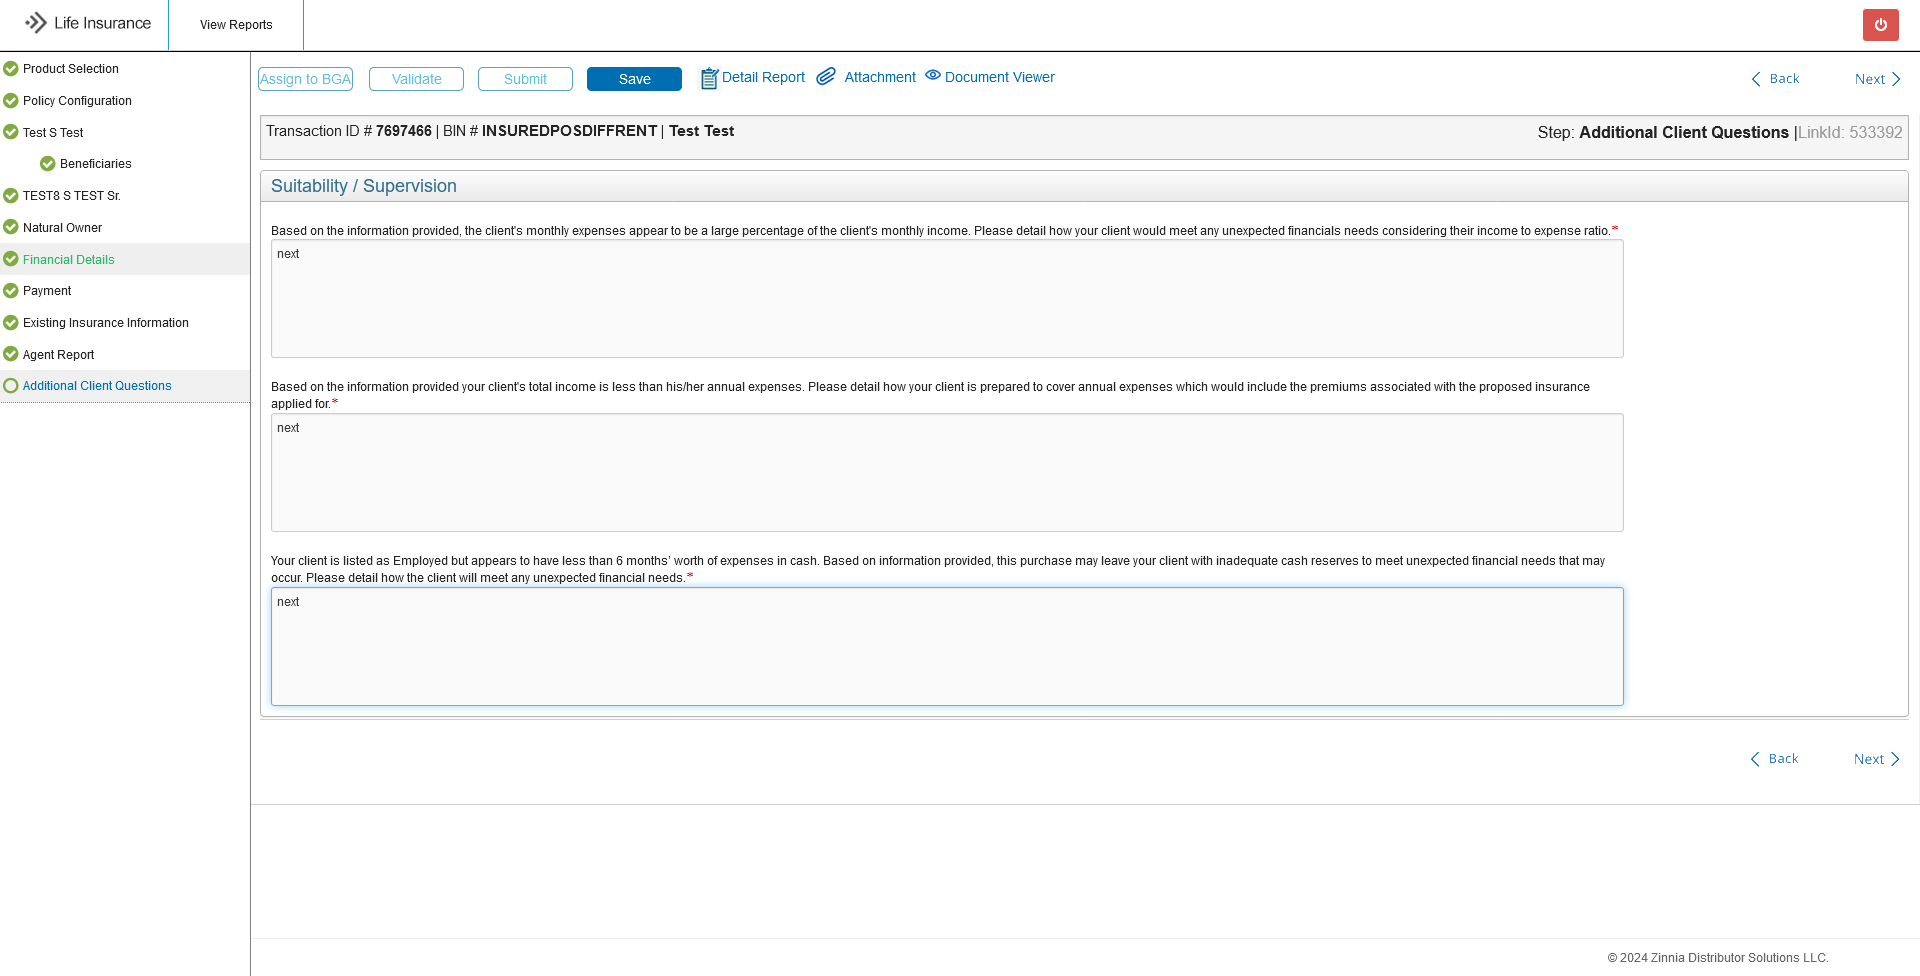 Life Insurance
View Reports
Product Selection
Policy Configuration
Test S Test
Beneficiaries
TEST8 S TEST Sr.
Natural Owner
Financial Details
Payment
Existing Insurance Information
Agent Report
Additional Client Questions
Assign to BGA Validate Submit Save Detail Report Attachment Document Viewer Back Next
Transaction ID # 7697466 | BIN # INSUREDPOSDIFFRENT | Test Test
Step: Additional Client Questions |LinkId: 533392
Suitability / Supervision
Based on the information provided, the client's monthly expenses appear to be a large percentage of the client's monthly income. Please detail how your client would meet any unexpected financials needs considering their income to expense ratio.*
next
Based on the information provided your client's total income is less than his/her annual expenses. Please detail how your client is prepared to cover annual expenses which would include the premiums associated with the proposed insurance
applied for.*
next
Your client is listed as Employed but appears to have less than 6 months' worth of expenses in cash. Based on information provided, this purchase may leave your client with inadequate cash reserves to meet unexpected financial needs that may
occur. Please detail how the client will meet any unexpected financial needs.*
next
Back Next
© 2024 Zinnia Distributor Solutions LLC.